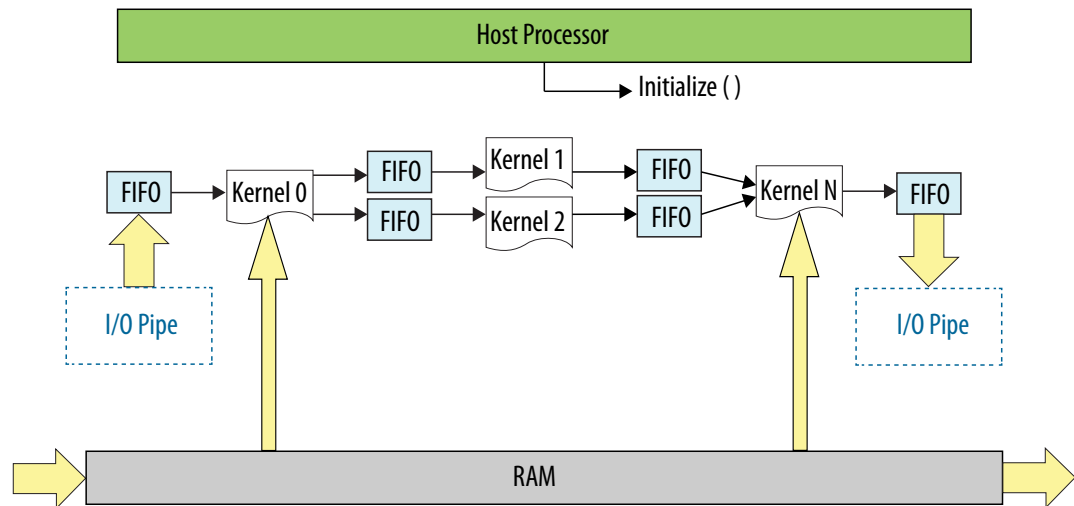 Host Processor
Initialize ( )
FIFO
Kernel 0
FIFO
FIFO
Kernel 1
Kernel 2
FIFO
FIFO
Kernel N
FIFO
I/O Pipe
I/O Pipe
RAM